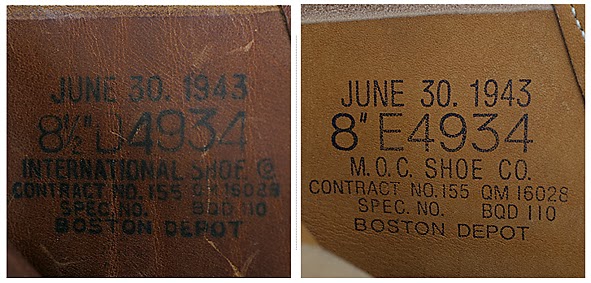 JUNE 30. 1943
8½" D4934
INTERNATIONAL SHOE Co
CONTRACT NO. 155 QM 16028
SPEC. NO. BQD 110
BOSTON DEPOT
JUNE 30. 1943
8" E4934
M.O.C. SHOE CO.
CONTRACT NO. 155 QM 16028
SPEC. NO. BQD 110
BOSTON DEPOT